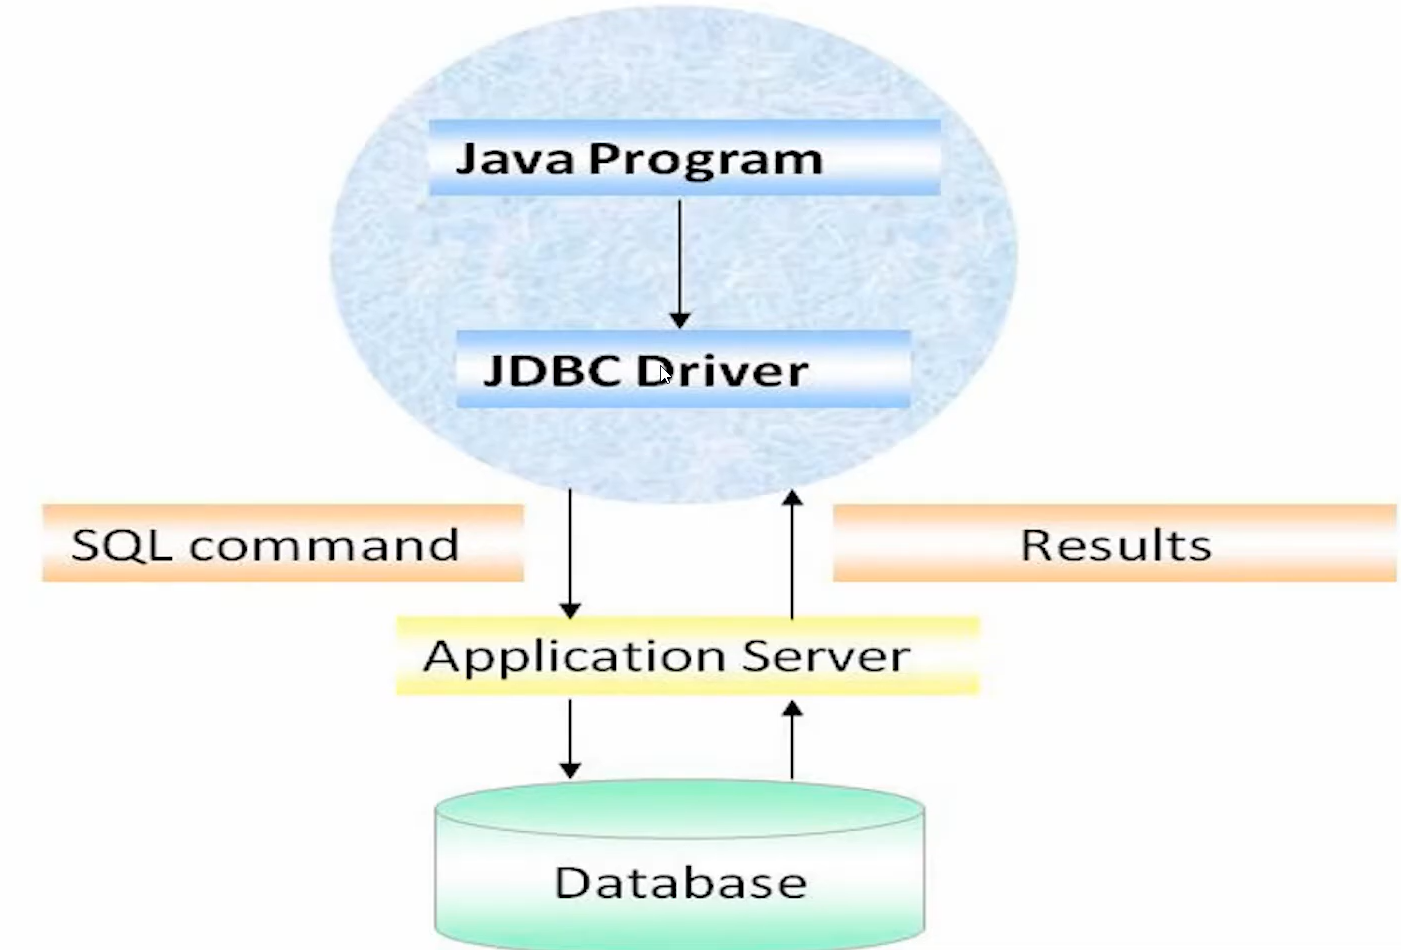 Java Program
JDBC Driver
SQL command
Results
Application Server
Database